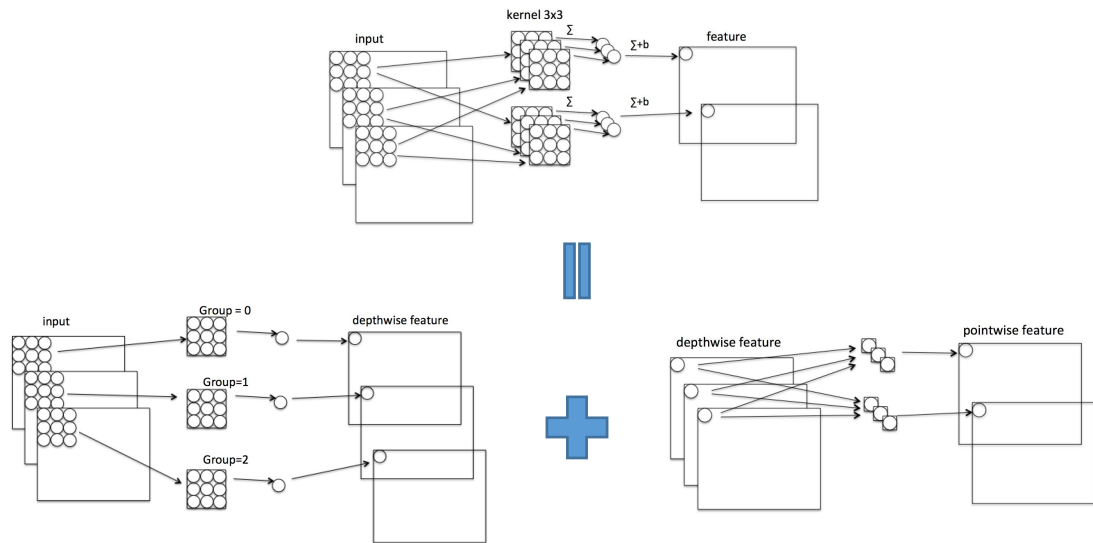 kernel 3x3
input
∑
∑+b
feature
∑
∑+b
Group = 0
input
depthwise feature
Group=1
Group=2
depthwise feature
pointwise feature